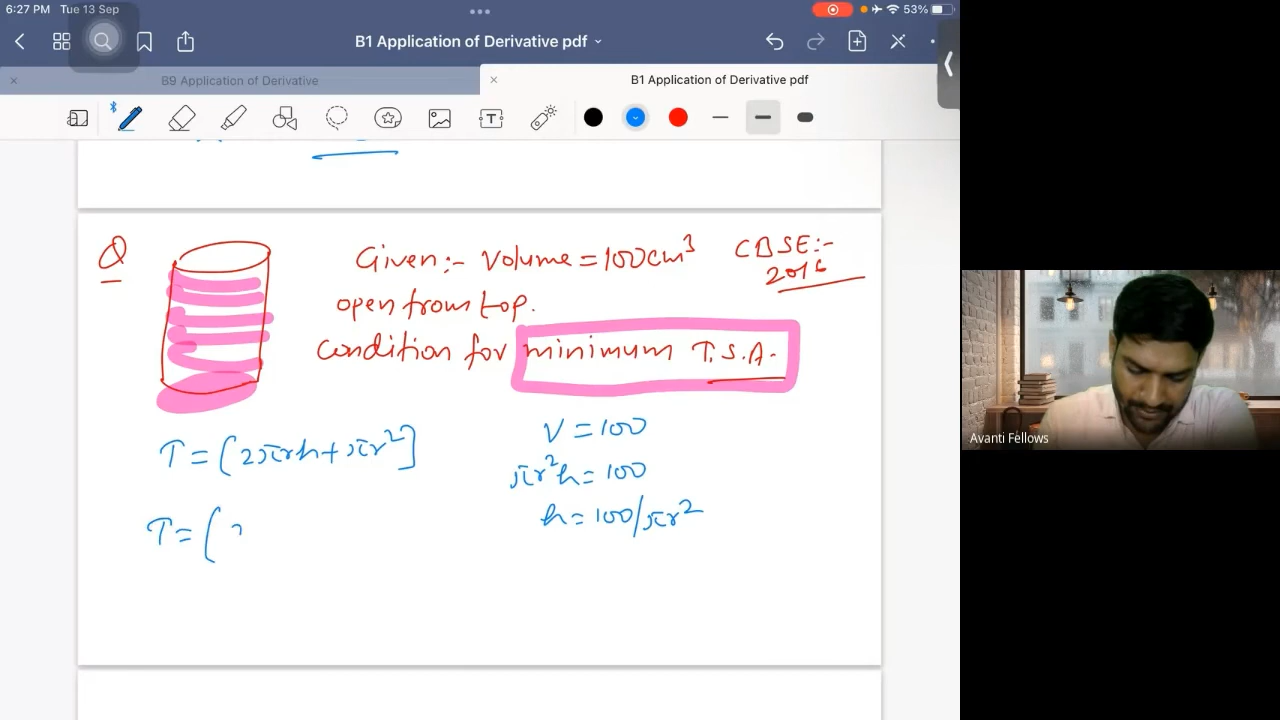 6:27 PM Tue 13 Sep
53%
B1 Application of Derivative pdf
B9 Application of Derivative
B1 Application of Derivative pdf
Q
Given:- Volume = 100cm³
CBSE:-
2016
open from top.
condition for minimum T.S.A.
T = (2πrh + πr²]
V = 100
πr²h = 100
h = 100/πr²
T = (
Avanti Fellows